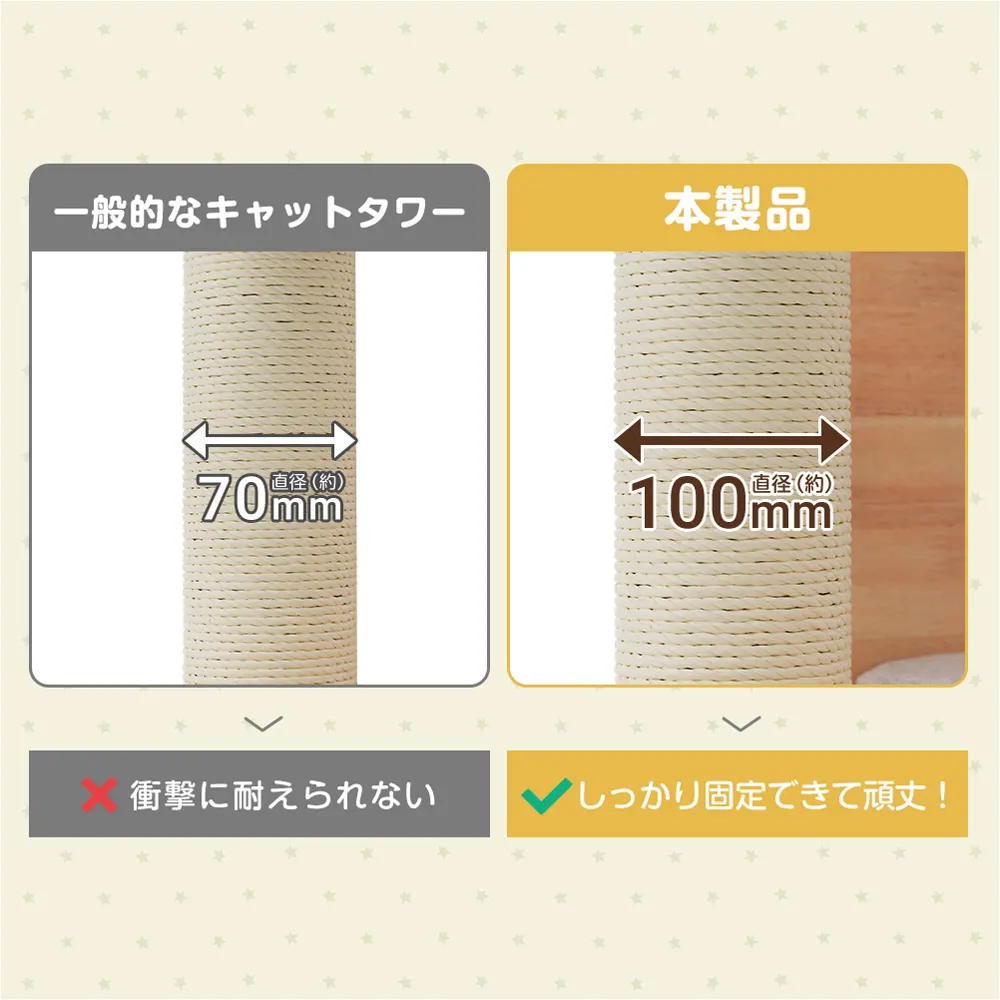 一般的なキャットタワー
直径(約)
70mm
❌衝撃に耐えられない
本製品
直径(約)
100mm
✔しっかり固定できて頑丈！